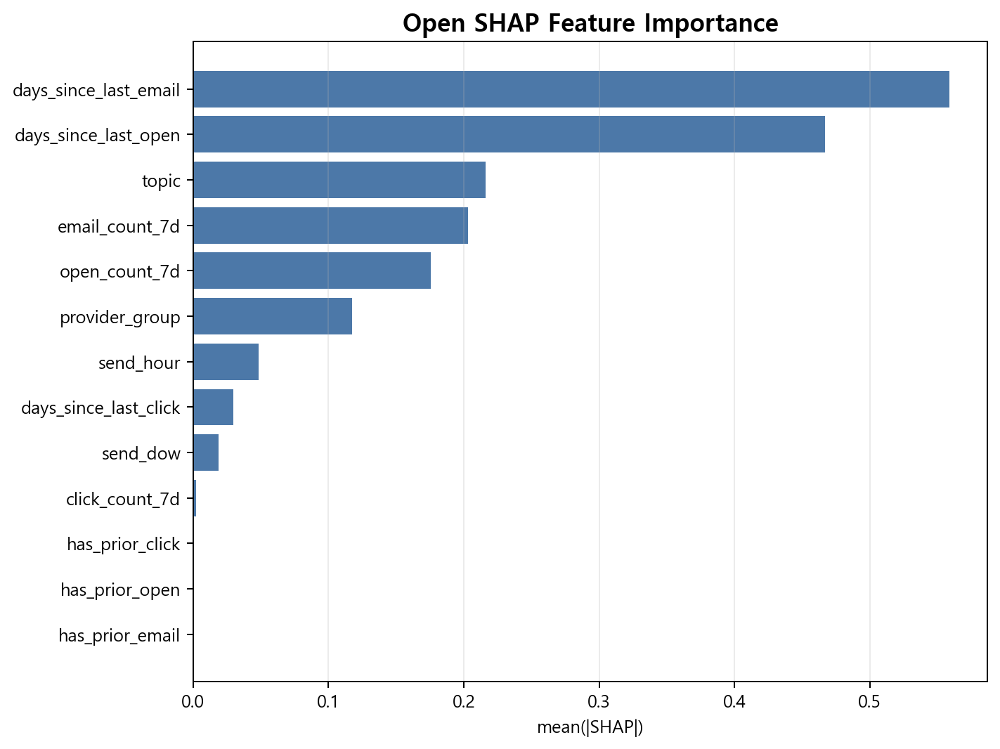 Open SHAP Feature Importance
days_since_last_email
days_since_last_open
topic
email_count_7d
open_count_7d
provider_group
send_hour
days_since_last_click
send_dow
click_count_7d
has_prior_click
has_prior_open
has_prior_email
0.0 0.1 0.2 0.3 0.4 0.5
mean(|SHAP|)